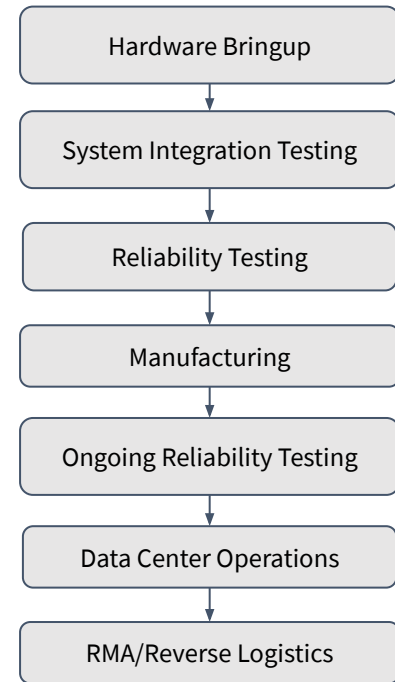 Hardware Bringup
System Integration Testing
Reliability Testing
Manufacturing
Ongoing Reliability Testing
Data Center Operations
RMA/Reverse Logistics